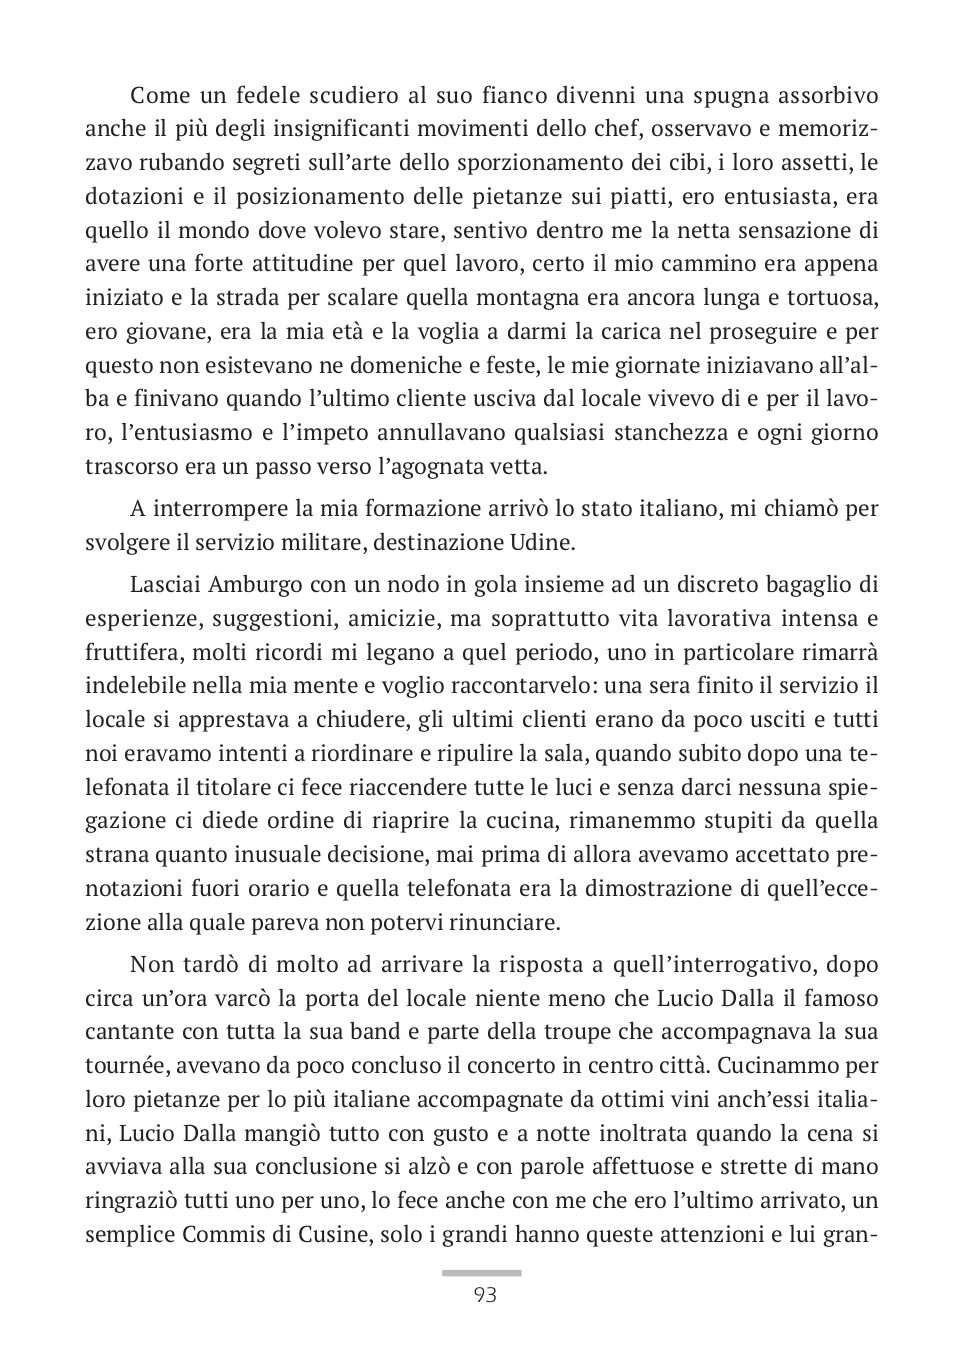 Come un fedele scudiero al suo fianco divenni una spugna assorbivo
anche il più degli insignificanti movimenti dello chef, osservavo e memoriz-
zavo rubando segreti sull’arte dello sporzionamento dei cibi, i loro assetti, le
dotazioni e il posizionamento delle pietanze sui piatti, ero entusiasta, era
quello il mondo dove volevo stare, sentivo dentro me la netta sensazione di
avere una forte attitudine per quel lavoro, certo il mio cammino era appena
iniziato e la strada per scalare quella montagna era ancora lunga e tortuosa,
ero giovane, era la mia età e la voglia a darmi la carica nel proseguire e per
questo non esistevano ne domeniche e feste, le mie giornate iniziavano all’al-
ba e finivano quando l’ultimo cliente usciva dal locale vivevo di e per il lavo-
ro, l’entusiasmo e l’impeto annullavano qualsiasi stanchezza e ogni giorno
trascorso era un passo verso l’agognata vetta.
A interrompere la mia formazione arrivò lo stato italiano, mi chiamò per
svolgere il servizio militare, destinazione Udine.
Lasciai Amburgo con un nodo in gola insieme ad un discreto bagaglio di
esperienze, suggestioni, amicizie, ma soprattutto vita lavorativa intensa e
fruttifera, molti ricordi mi legano a quel periodo, uno in particolare rimarrà
indelebile nella mia mente e voglio raccontarvelo: una sera finito il servizio il
locale si apprestava a chiudere, gli ultimi clienti erano da poco usciti e tutti
noi eravamo intenti a riordinare e ripulire la sala, quando subito dopo una te-
lefonata il titolare ci fece riaccendere tutte le luci e senza darci nessuna spie-
gazione ci diede ordine di riaprire la cucina, rimanemmo stupiti da quella
strana quanto inusuale decisione, mai prima di allora avevamo accettato pre-
notazioni fuori orario e quella telefonata era la dimostrazione di quell’ecce-
zione alla quale pareva non potervi rinunciare.
Non tardò di molto ad arrivare la risposta a quell’interrogativo, dopo
circa un’ora varcò la porta del locale niente meno che Lucio Dalla il famoso
cantante con tutta la sua band e parte della troupe che accompagnava la sua
tournée, avevano da poco concluso il concerto in centro città. Cucinammo per
loro pietanze per lo più italiane accompagnate da ottimi vini anch’essi italia-
ni, Lucio Dalla mangiò tutto con gusto e a notte inoltrata quando la cena si
avviava alla sua conclusione si alzò e con parole affettuose e strette di mano
ringraziò tutti uno per uno, lo fece anche con me che ero l’ultimo arrivato, un
semplice Commis di Cusine, solo i grandi hanno queste attenzioni e lui gran-
93